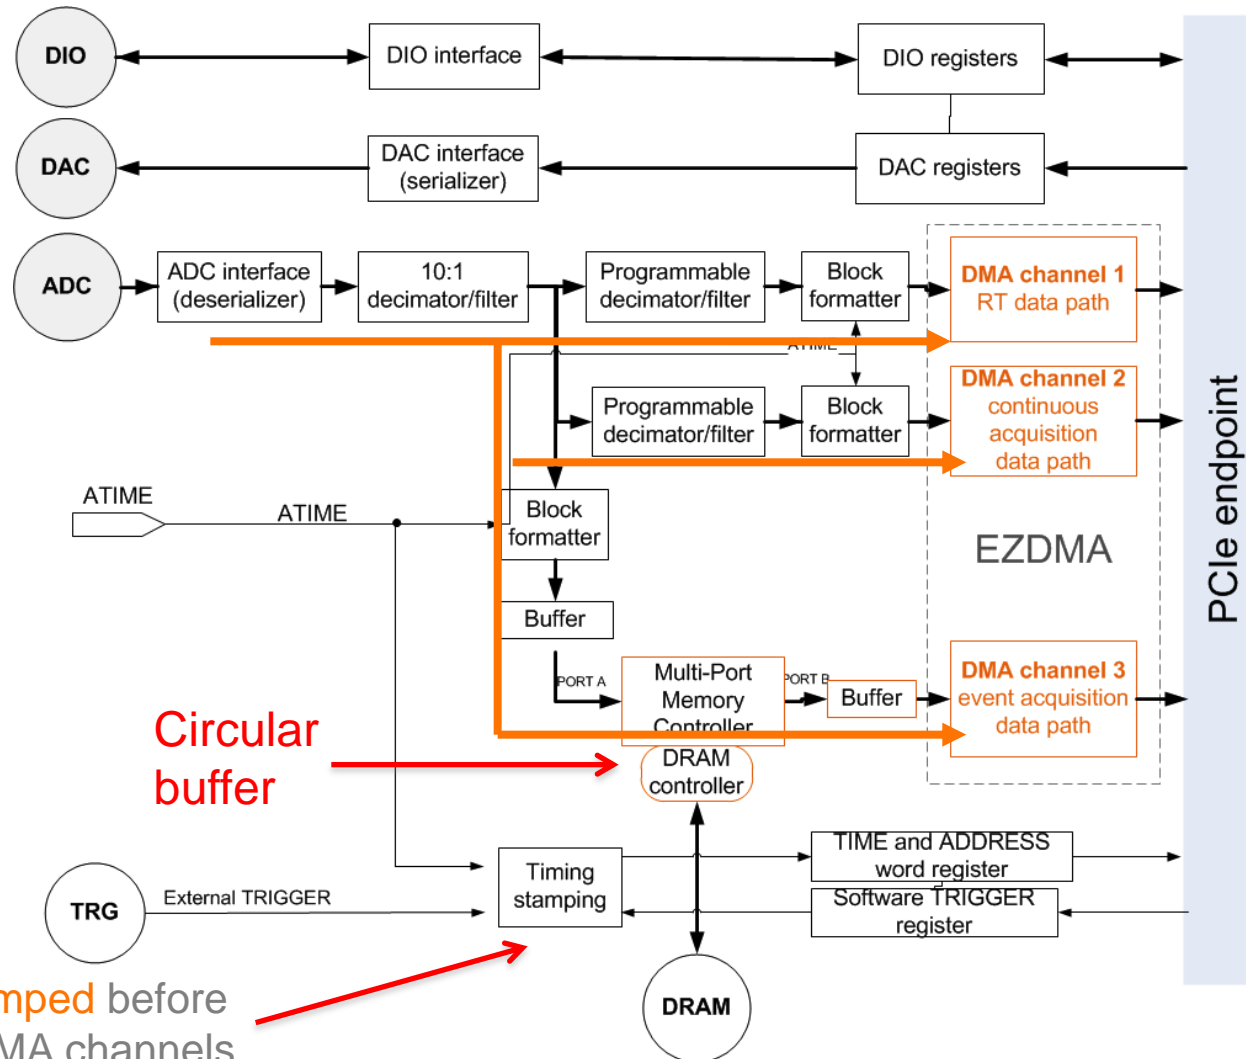 DIO
DIO interface
DIO registers
DAC
DAC interface
(serializer)
DAC registers
ADC
ADC interface
(deserializer)
10:1
decimator/filter
Programmable
decimator/filter
Block
formatter
DMA channel 1
RT data path
ATIME
Programmable
decimator/filter
Block
formatter
DMA channel 2
continuous
acquisition
data path
PCIe endpoint
ATIME
ATIME
Block
formatter
EZDMA
Buffer
PORT A
Multi-Port
Memory
Controller
PORT B
Buffer
DMA channel 3
event acquisition
data path
Circular
buffer
DRAM
controller
TRG
External TRIGGER
Timing
stamping
TIME and ADDRESS
word register
Software TRIGGER
register
DRAM
mped before
MA channels